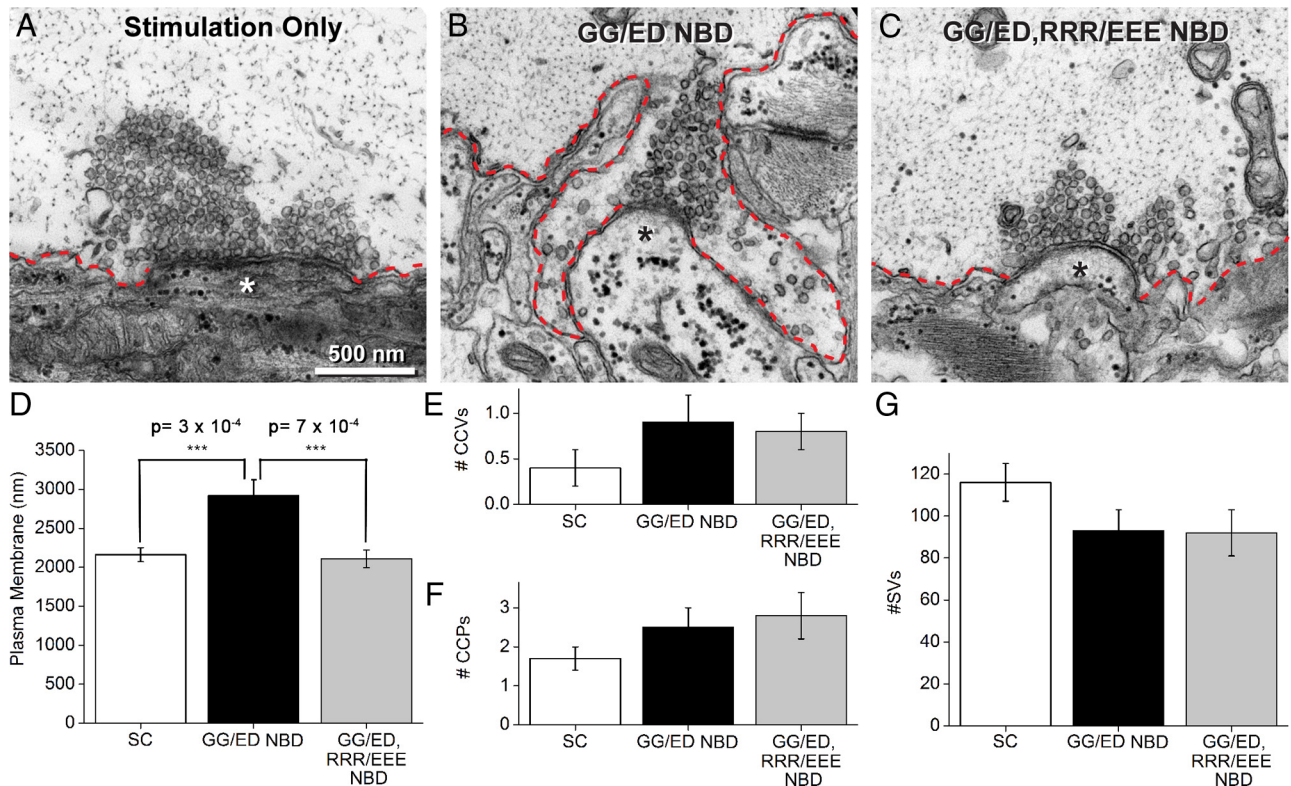 A
Stimulation Only
*
500 nm
B
GG/ED NBD
*
C
GG/ED,RRR/EEE NBD
*
D
p= 3 x 10-4
p= 7 x 10-4
***
***
Plasma Membrane (nm)
3500
3000
2500
2000
1500
1000
500
0
SC
GG/ED NBD
GG/ED,
RRR/EEE
NBD
E
# CCVs
1.0
0.5
0.0
SC
GG/ED NBD
GG/ED,
RRR/EEE
NBD
F
# CCPs
3
2
1
0
SC
GG/ED NBD
GG/ED,
RRR/EEE
NBD
G
#SVs
120
100
80
60
40
20
0
SC
GG/ED NBD
GG/ED,
RRR/EEE
NBD